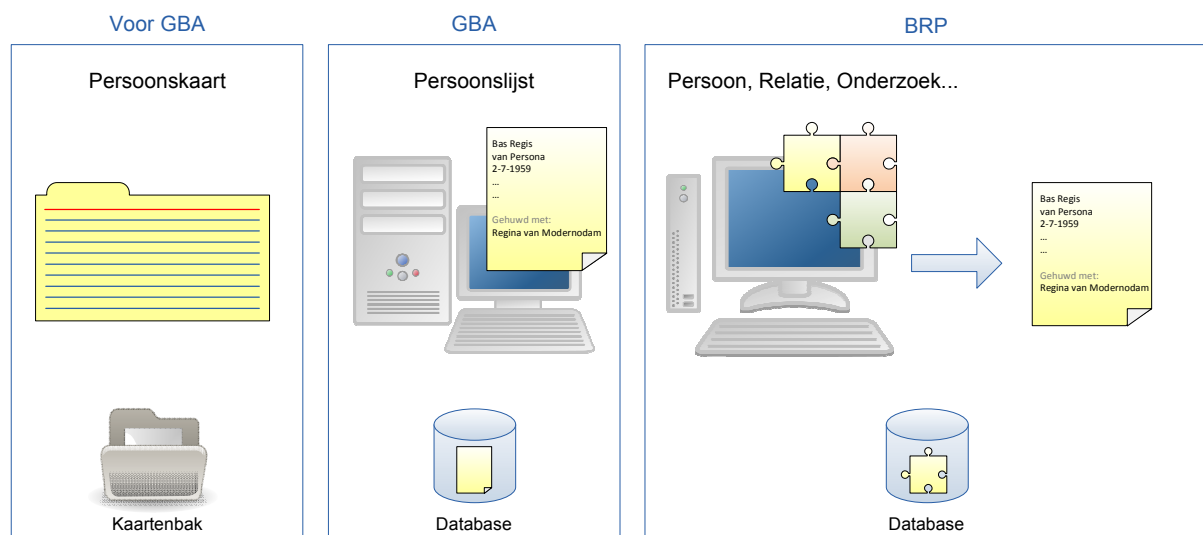 Voor GBA
Persoonskaart
Kaartenbak
GBA
Persoonslijst
Bas Regis
van Persona
2-7-1959
...
...
Gehuwd met:
Regina van Modernodam
Database
BRP
Persoon, Relatie, Onderzoek...
Bas Regis
van Persona
2-7-1959
...
...
Gehuwd met:
Regina van Modernodam
Database